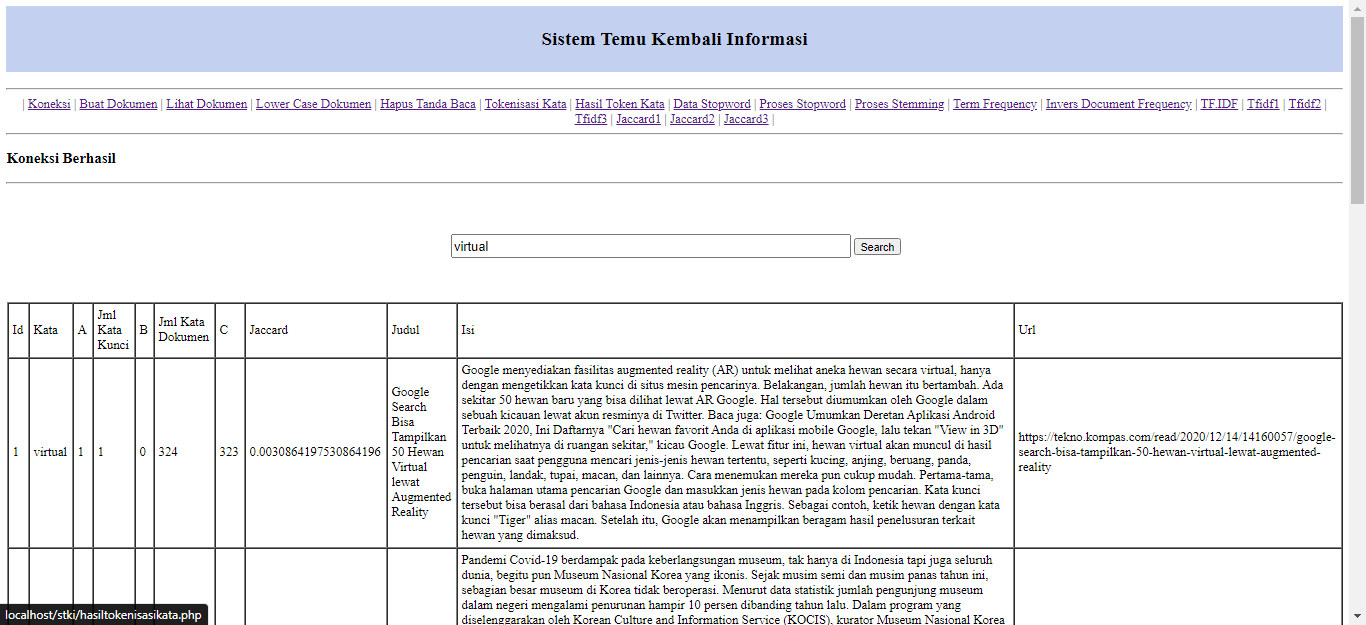 Sistem Temu Kembali Informasi
| Koneksi | Buat Dokumen | Lihat Dokumen | Lower Case Dokumen | Hapus Tanda Baca | Tokenisasi Kata | Hasil Token Kata | Data Stopword | Proses Stopword | Proses Stemming | Term Frequency | Invers Document Frequency | TF.IDF | Tfidf1 | Tfidf2 |
Tfidf3 | Jaccard1 | Jaccard2 | Jaccard3 |
Koneksi Berhasil
virtual Search
Id Kata A Jml Kata Kunci B Jml Kata Dokumen C Jaccard Judul Isi Url
1 virtual 1 1 0 324 323 0.0030864197530864196
Google
Search
Bisa
Tampilkan
50 Hewan
Virtual
lewat
Augmented
Reality
Google menyediakan fasilitas augmented reality (AR) untuk melihat aneka hewan secara virtual, hanya
dengan mengetikkan kata kunci di situs mesin pencarinya. Belakangan, jumlah hewan itu bertambah. Ada
sekitar 50 hewan baru yang bisa dilihat lewat AR Google. Hal tersebut diumumkan oleh Google dalam
sebuah kicauan lewat akun resminya di Twitter. Baca juga: Google Umumkan Deretan Aplikasi Android
Terbaik 2020, Ini Daftarnya "Cari hewan favorit Anda di aplikasi mobile Google, lalu tekan "View in 3D"
untuk melihatnya di ruangan sekitar," kicau Google. Lewat fitur ini, hewan virtual akan muncul di hasil
pencarian saat pengguna mencari jenis-jenis hewan tertentu, seperti kucing, anjing, beruang, panda,
penguin, landak, tupai, macan, dan lainnya. Cara menemukan mereka pun cukup mudah. Pertama-tama,
buka halaman utama pencarian Google dan masukkan jenis hewan pada kolom pencarian. Kata kunci
tersebut bisa berasal dari bahasa Indonesia atau bahasa Inggris. Sebagai contoh, ketik hewan dengan kata
kunci "Tiger" alias macan. Setelah itu, Google akan menampilkan beragam hasil penelusuran terkait
hewan yang dimaksud.
https://tekno.kompas.com/read/2020/12/14/14160057/google-
search-bisa-tampilkan-50-hewan-virtual-lewat-augmented-
reality
Pandemi Covid-19 berdampak pada keberlangsungan museum, tak hanya di Indonesia tapi juga seluruh
dunia, begitu pun Museum Nasional Korea yang ikonis. Sejak musim semi dan musim panas tahun ini,
sebagian besar museum di Korea tidak beroperasi. Menurut data statistik jumlah pengunjung museum
dalam negeri mengalami penurunan hampir 10 persen dibanding tahun lalu. Dalam program yang
diselenggarakan oleh Korean Culture and Information Service (KOCIS), kurator Museum Nasional Korea
localhost/stki/hasiltokenisasikata.php